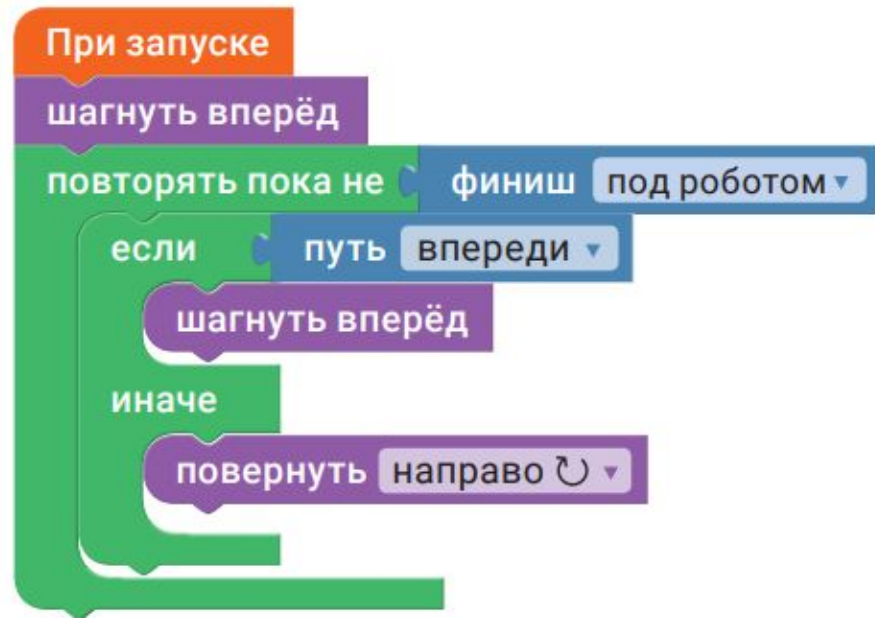 При запуске
шагнуть вперёд
повторять пока не финиш под роботом
если путь впереди
шагнуть вперёд
иначе
повернуть направо ↻